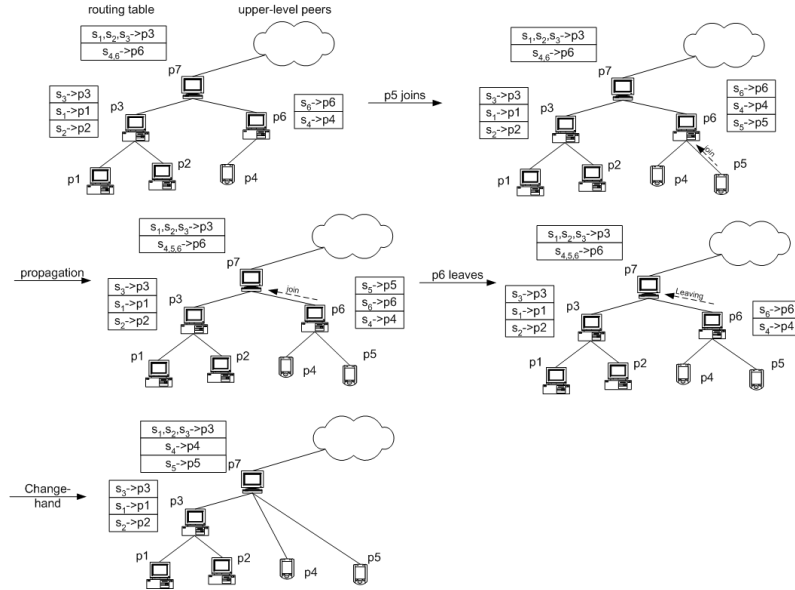 routing table
upper-level peers
s1,s2,s3->p3
s4,6->p6
p7
s3->p3
s1->p1
s2->p2
p3
p6
s6->p6
s4->p4
p1
p2
p4
p5 joins
s1,s2,s3->p3
s4,6->p6
p7
s3->p3
s1->p1
s2->p2
p3
p6
s6->p6
s4->p4
s5->p5
join
p1
p2
p4
p5
propagation
s1,s2,s3->p3
s4,5,6->p6
p7
s3->p3
s1->p1
s2->p2
join
p3
p6
s5->p5
s6->p6
s4->p4
p1
p2
p4
p5
p6 leaves
s1,s2,s3->p3
s4,5,6->p6
p7
s3->p3
s1->p1
s2->p2
Leaving
p3
p6
s6->p6
s4->p4
p1
p2
p4
p5
Change-
hand
s1,s2,s3->p3
s4->p4
s5->p5
p7
s3->p3
s1->p1
s2->p2
p3
p1
p2
p4
p5